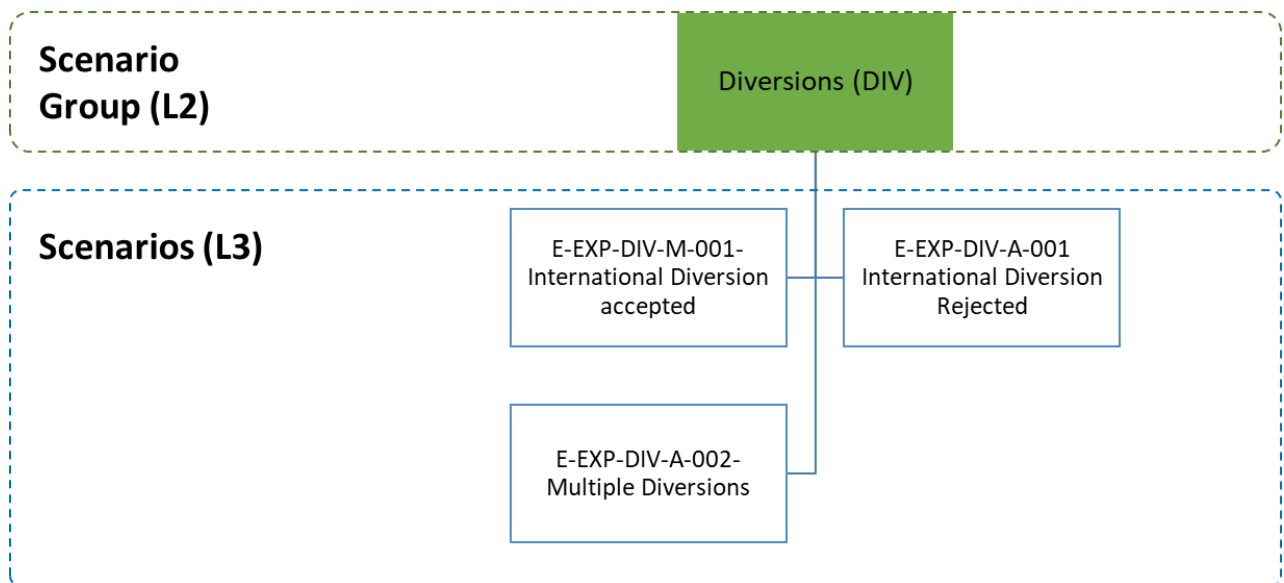 Scenario
Group (L2)
Diversions (DIV)
Scenarios (L3)
E-EXP-DIV-M-001-
International Diversion
accepted
E-EXP-DIV-A-001
International Diversion
Rejected
E-EXP-DIV-A-002-
Multiple Diversions